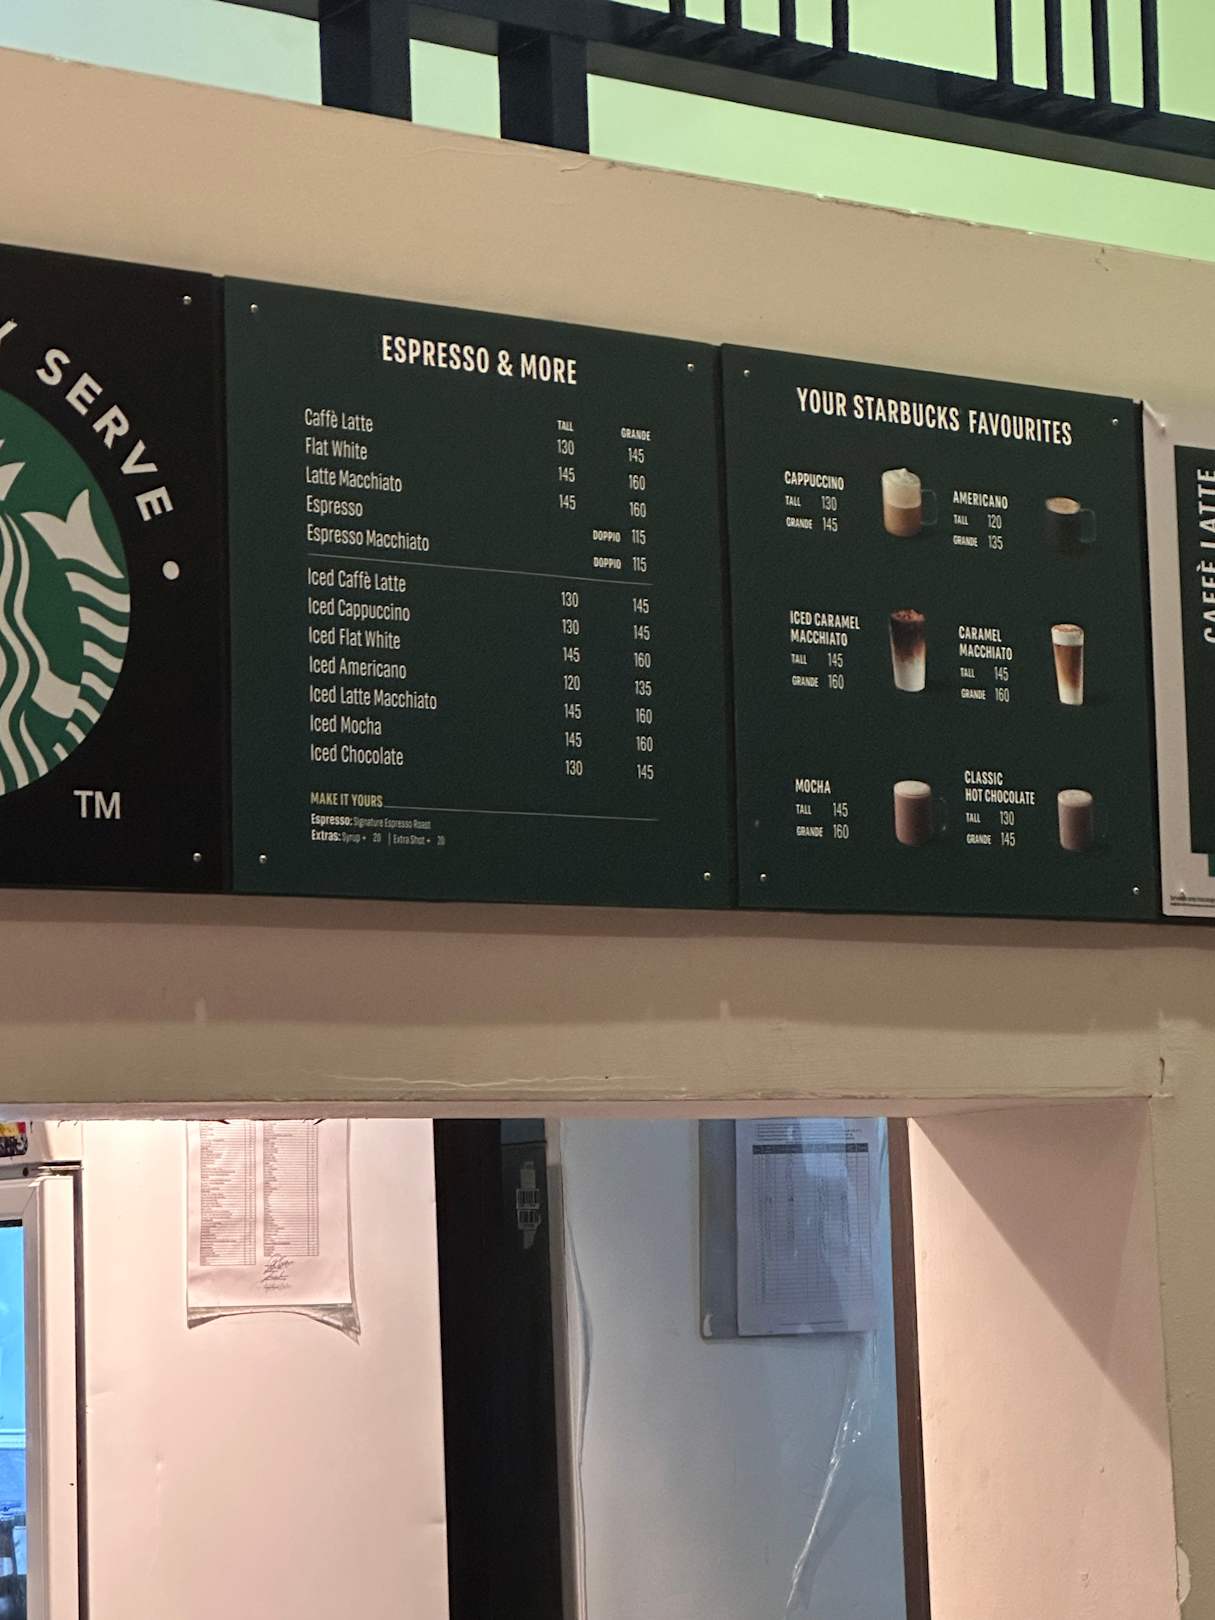 SERVE •
TM
ESPRESSO & MORE
TALL GRANDE
Caffè Latte 130 145
Flat White 145 160
Latte Macchiato 145 160
Espresso DOPPIO 115
Espresso Macchiato DOPPIO 115
Iced Caffè Latte 130 145
Iced Cappuccino 130 145
Iced Flat White 145 160
Iced Americano 120 135
Iced Latte Macchiato 145 160
Iced Mocha 145 160
Iced Chocolate 130 145
MAKE IT YOURS
Espresso: Signature Espresso Roast
Extras: Syrup + 20 | Extra Shot + 20
YOUR STARBUCKS FAVOURITES
CAPPUCCINO
TALL 130
GRANDE 145
AMERICANO
TALL 120
GRANDE 135
ICED CARAMEL
MACCHIATO
TALL 145
GRANDE 160
CARAMEL
MACCHIATO
TALL 145
GRANDE 160
MOCHA
TALL 145
GRANDE 160
CLASSIC
HOT CHOCOLATE
TALL 130
GRANDE 145
CAFFÈ LATTE